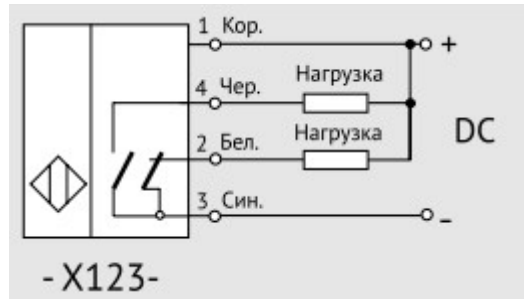 1 Кор.
+
4 Чер.
Нагрузка
DC
2 Бел.
Нагрузка
3 Син.
-
- X123-